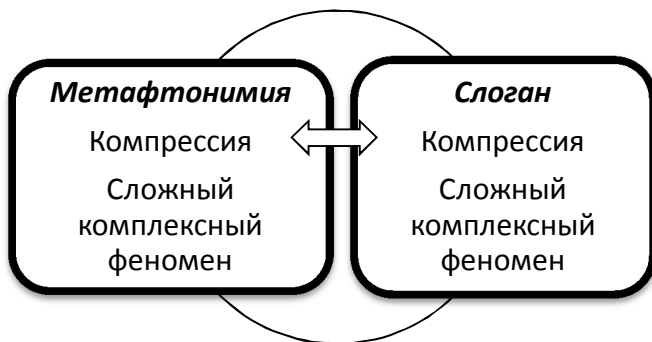 Метафтонимия
Компрессия
Сложный
комплексный
феномен
Слоган
Компрессия
Сложный
комплексный
феномен